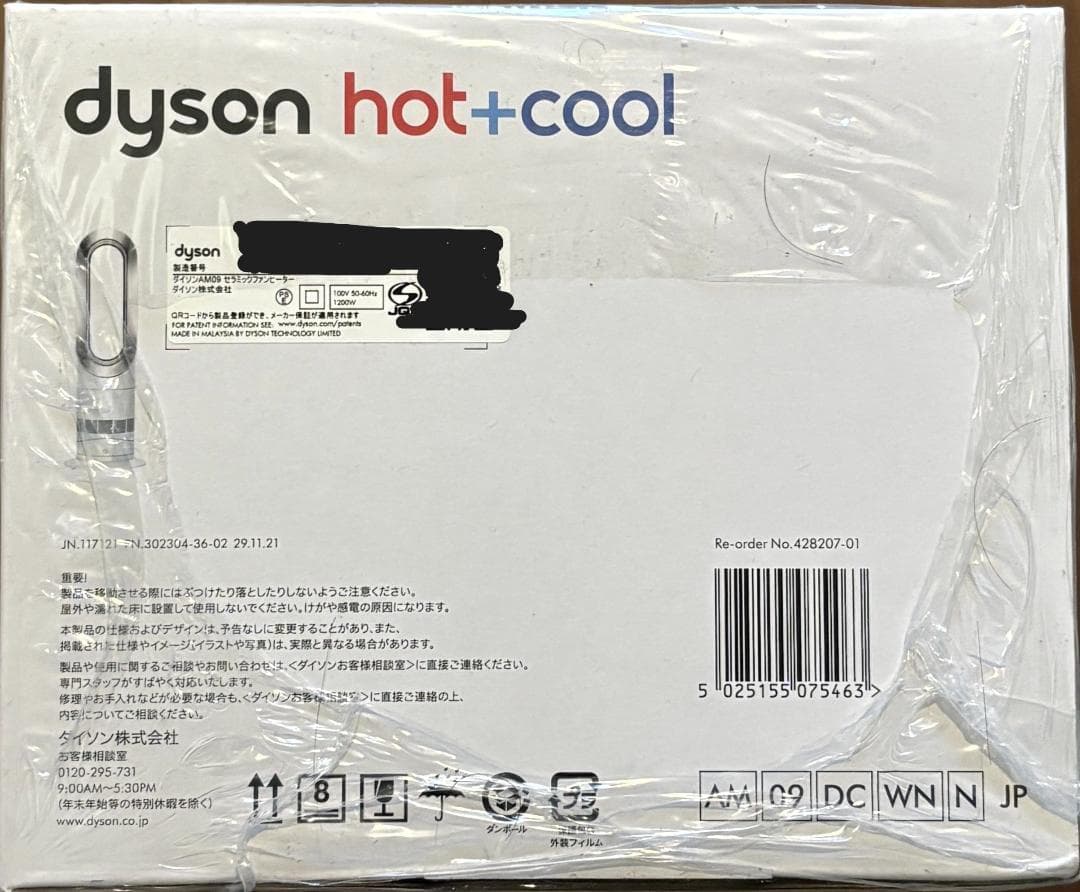 dyson hot+cool
dyson
製造番号
ダイソンAM09 セラミックファンヒーター
ダイソン株式会社
PS
E
100V 50-60Hz
1200W
QRコードから製品登録ができ、メーカー保証が適用されます
FOR PATENT INFORMATION SEE: www.dyson.com/patents
MADE IN MALAYSIA BY DYSON TECHNOLOGY LIMITED
JN.117121 PN.302304-36-02 29.11.21
Re-order No.428207-01
重要!
製品を移動させる際にはぶつけたり落としたりしないようご注意ください。
屋外や濡れた床に設置して使用しないでください。けがや感電の原因になります。
本製品の仕様およびデザインは、予告なしに変更することがあり、また、
掲載された仕様やイメージ(イラストや写真)は、実際と異なる場合があります。
製品や使用に関するご相談やお問い合わせは、<ダイソンお客様相談室>に直接ご連絡ください。
専門スタッフがすばやく対応いたします。
修理やお手入れなどが必要な場合も、<ダイソンお客様相談室>に直接ご連絡の上、
内容についてご相談ください。
5 025155 075463 >
ダイソン株式会社
お客様相談室
0120-295-731
9:00AM~5:30PM
(年末年始等の特別休暇を除く)
www.dyson.co.jp
8
ダンボール
外装フィルム
AM 09 DC WN N JP